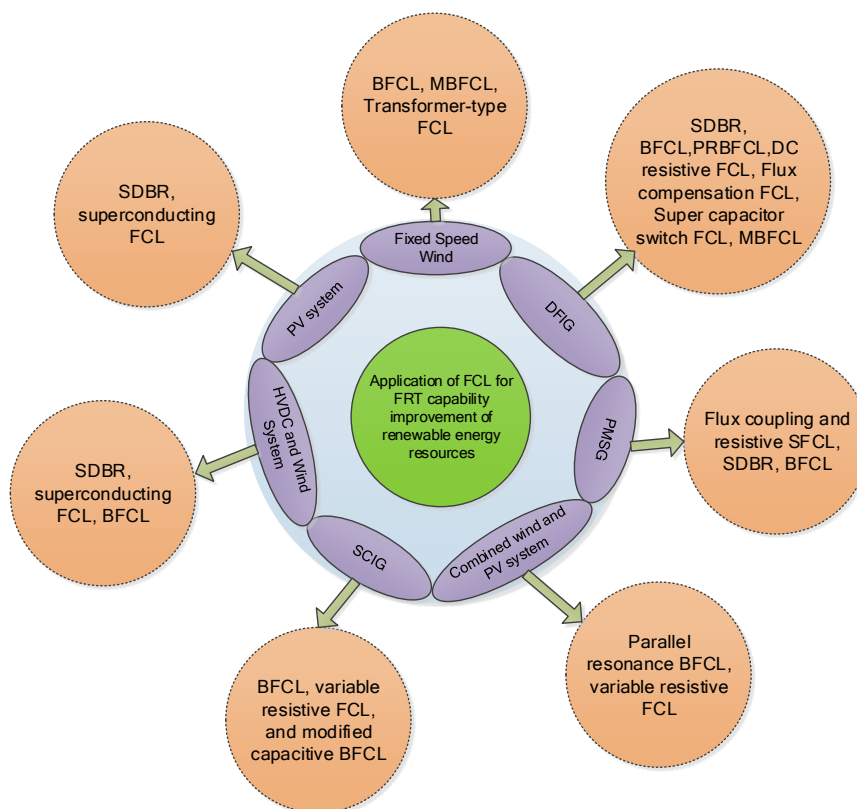 BFCL, MBFCL,
Transformer-type
FCL
SDBR,
BFCL,PRBFCL,DC
resistive FCL, Flux
compensation FCL,
Super capacitor
switch FCL, MBFCL
SDBR,
superconducting
FCL
Fixed Speed
Wind
PV system
DFIG
Application of FCL for
FRT capability
improvement of
renewable energy
resources
HVDC and Wind
System
PMSG
Flux coupling and
resistive SFCL,
SDBR, BFCL
SDBR,
superconducting
FCL, BFCL
SCIG
Combined wind and
PV system
BFCL, variable
resistive FCL,
and modified
capacitive BFCL
Parallel
resonance BFCL,
variable resistive
FCL